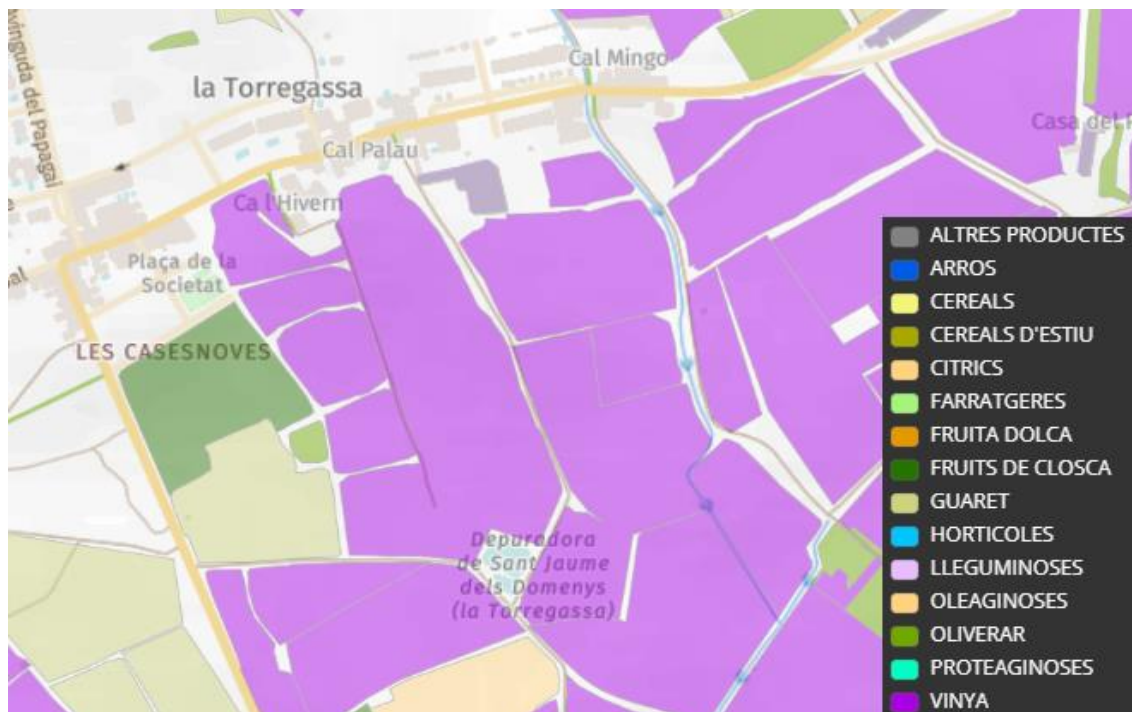 Avinguda del Papagai
Cal Mingo
la Torregassa
Casa del
Cal Palau
Ca l'Hivern
Plaça de la
Societat
LES CASESNOVES
Depuradora
de Sant Jaume
dels Domenys
(la Torregassa)
ALTRES PRODUCTES
ARROS
CEREALS
CEREALS D'ESTIU
CITRICS
FARRATGERES
FRUITA DOLCA
FRUITS DE CLOSCA
GUARET
HORTICOLES
LLEGUMINOSES
OLEAGINOSES
OLIVERAR
PROTEAGINOSES
VINYA